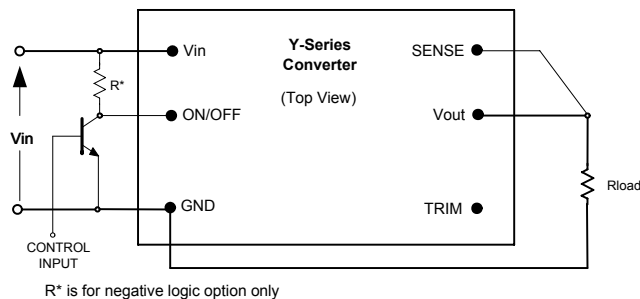 Y-Series
Converter
(Top View)
Vin
SENSE
R*
ON/OFF
Vout
Vin
Rload
GND
TRIM
CONTROL
INPUT
R* is for negative logic option only